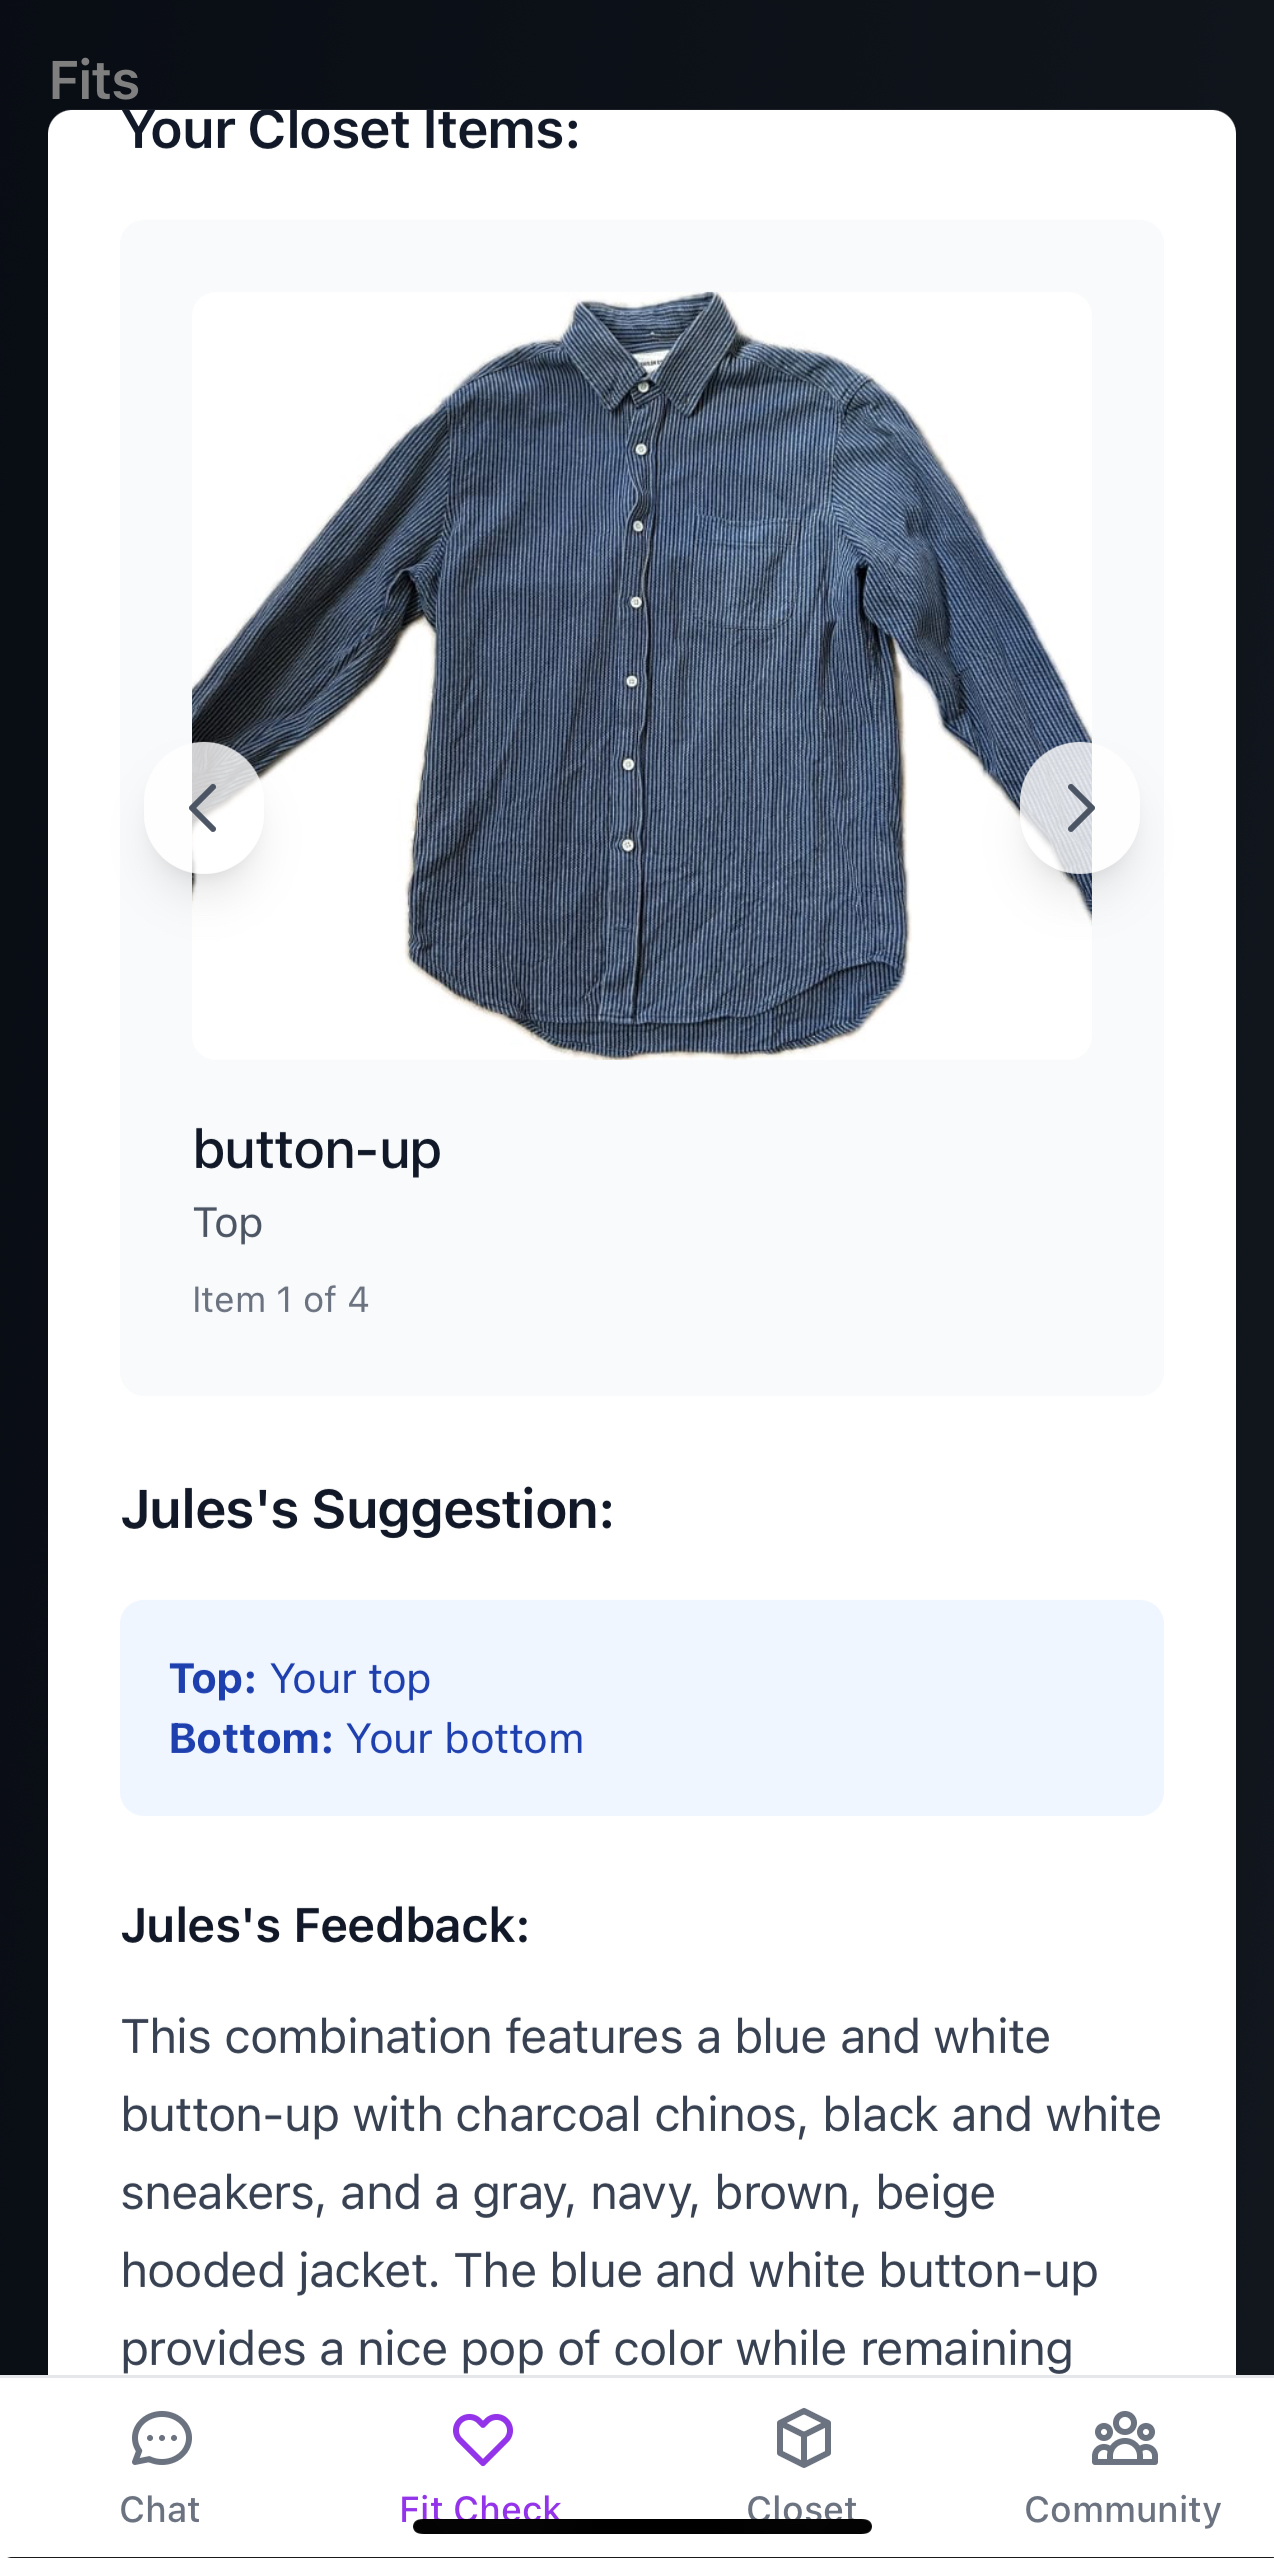 Fits
Your Closet Items:
button-up
Top
Item 1 of 4
Jules's Suggestion:
Top: Your top
Bottom: Your bottom
Jules's Feedback:
This combination features a blue and white
button-up with charcoal chinos, black and white
sneakers, and a gray, navy, brown, beige
hooded jacket. The blue and white button-up
provides a nice pop of color while remaining
Chat
Fit Check
Closet
Community